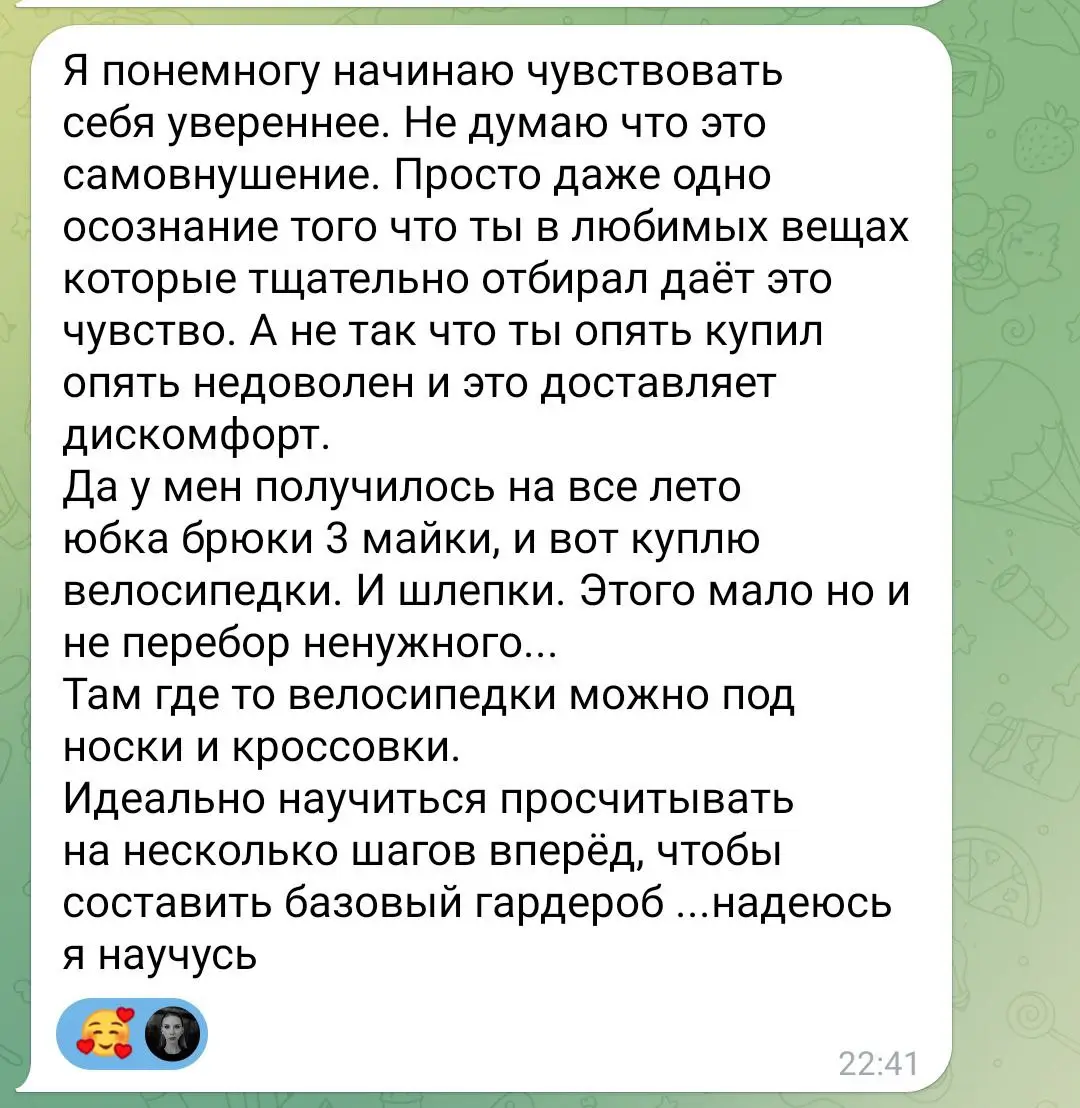 Я понемногу начинаю чувствовать
себя увереннее. Не думаю что это
самовнушение. Просто даже одно
осознание того что ты в любимых вещах
которые тщательно отбирал даёт это
чувство. А не так что ты опять купил
опять недоволен и это доставляет
дискомфорт.
Да у мен получилось на все лето
юбка брюки 3 майки, и вот куплю
велосипедки. И шлепки. Этого мало но и
не перебор ненужного...
Там где то велосипедки можно под
носки и кроссовки.
Идеально научиться просчитывать
на несколько шагов вперёд, чтобы
составить базовый гардероб ...надеюсь
я научусь
22:41